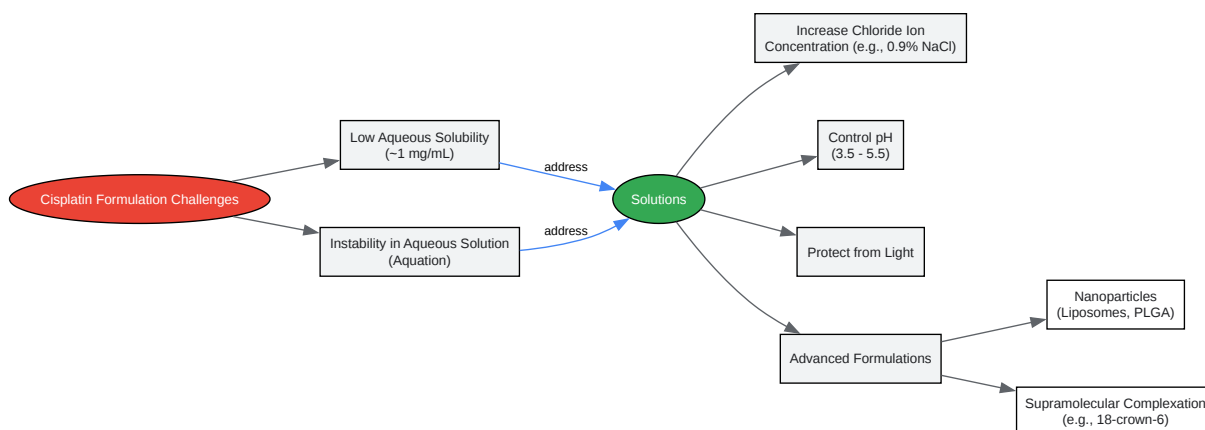 Cisplatin Formulation Challenges
Low Aqueous Solubility
(~1 mg/mL)
Instability in Aqueous Solution
(Aquation)
address
address
Solutions
Increase Chloride Ion
Concentration (e.g., 0.9% NaCl)
Control pH
(3.5 - 5.5)
Protect from Light
Advanced Formulations
Nanoparticles
(Liposomes, PLGA)
Supramolecular Complexation
(e.g., 18-crown-6)